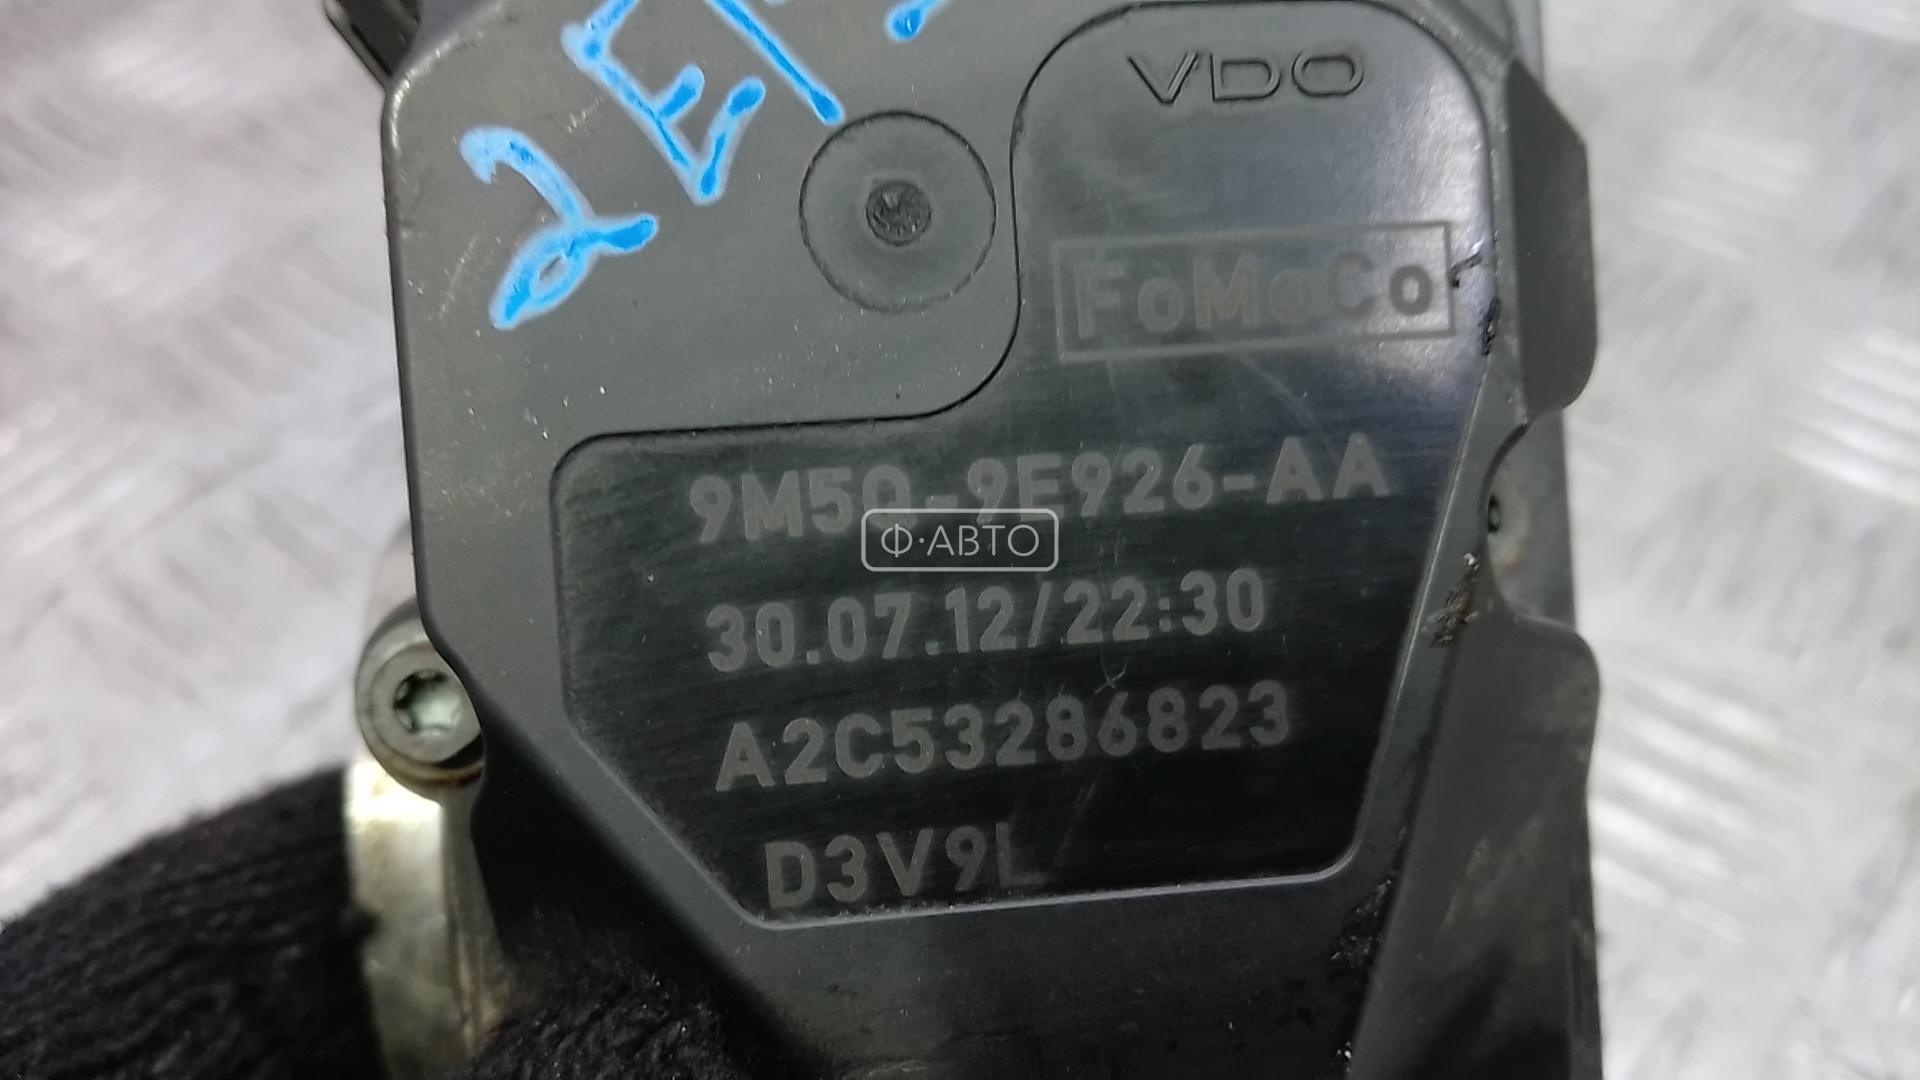 VDO
FoMoCo
9M5Q-9E926-AA
Ф·АВТО
30.07.12/22:30
A2C53286823
D3V9L